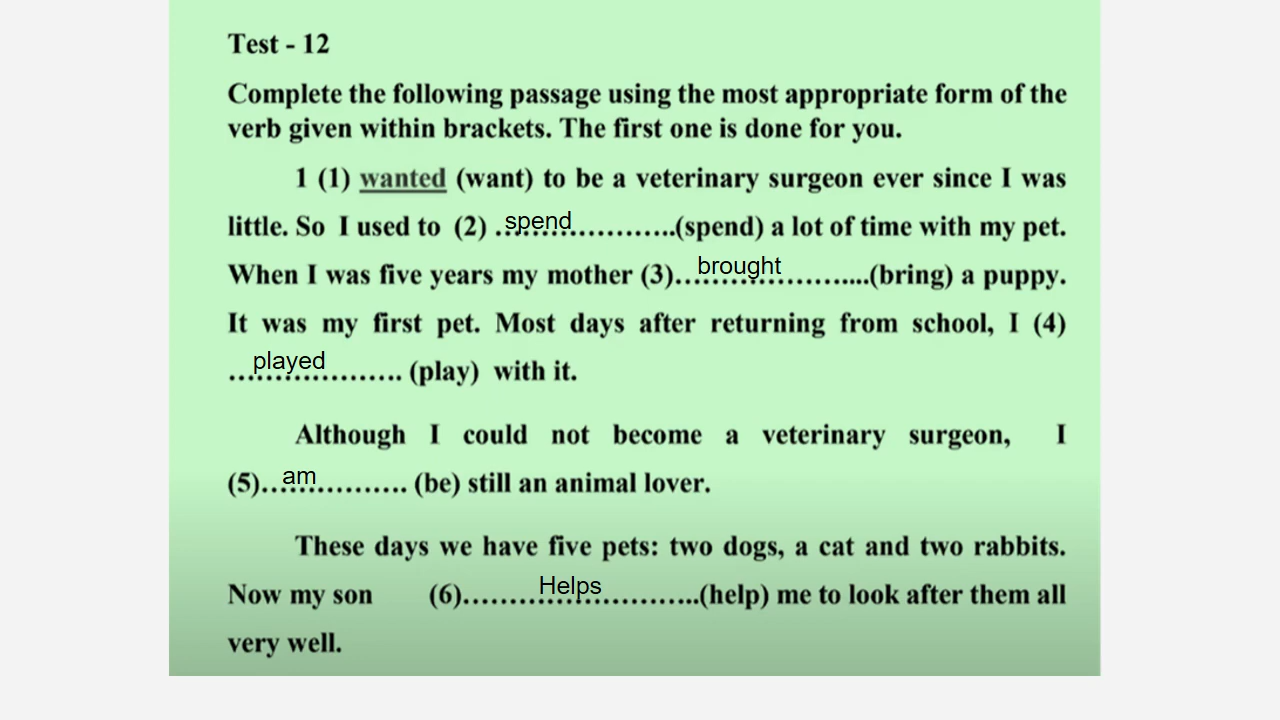 Test - 12
Complete the following passage using the most appropriate form of the
verb given within brackets. The first one is done for you.
1 (1) wanted (want) to be a veterinary surgeon ever since I was
little. So I used to (2) .spend…………………..(spend) a lot of time with my pet.
When I was five years my mother (3)…brought………………....(bring) a puppy.
It was my first pet. Most days after returning from school, I (4)
…played……………. (play) with it.
Although I could not become a veterinary surgeon, I
(5)…am…………. (be) still an animal lover.
These days we have five pets: two dogs, a cat and two rabbits.
Now my son (6)………Helps……………..(help) me to look after them all
very well.